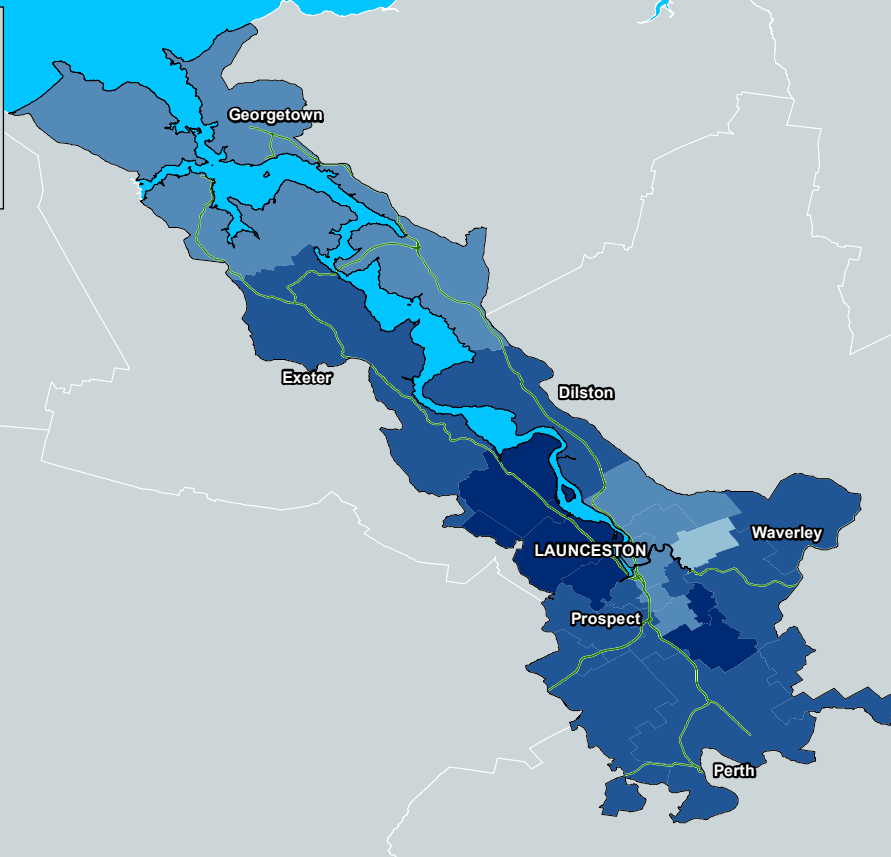 Georgetown
Exeter
Dilston
Waverley
LAUNCESTON
Prospect
Perth